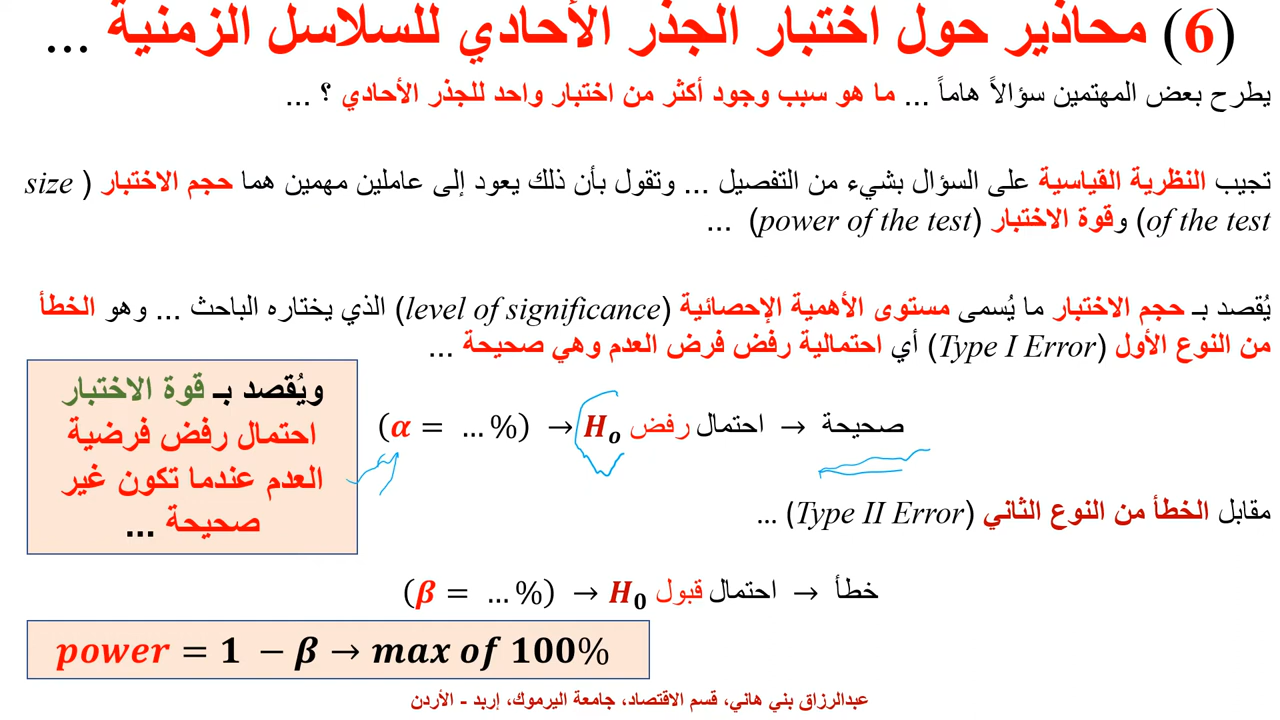 (6) محاذير حول اختبار الجذر الأحادي للسلاسل الزمنية ...
يطرح بعض المهتمين سؤالاً هاماً ... ما هو سبب وجود أكثر من اختبار واحد للجذر الأحادي ؟ ...
تجيب النظرية القياسية على السؤال بشيء من التفصيل ... وتقول بأن ذلك يعود إلى عاملين مهمين هما حجم الاختبار (size
of the test) وقوة الاختبار (power of the test) ...
يُقصد بـ حجم الاختبار ما يُسمى مستوى الأهمية الإحصائية (level of significance) الذي يختاره الباحث ... وهو الخطأ
من النوع الأول (Type I Error) أي احتمالية رفض فرض العدم وهي صحيحة ...
صحيحة → احتمال رفض Ho → (α = ...%)
ويُقصد بـ قوة الاختبار
احتمال رفض فرضية
العدم عندما تكون غير
صحيحة ...
مقابل الخطأ من النوع الثاني (Type II Error) ...
خطأ → احتمال قبول H0 → (β = ...%)
power = 1 − β → max of 100%
عبدالرزاق بني هاني، قسم الاقتصاد، جامعة اليرموك، إربد - الأردن